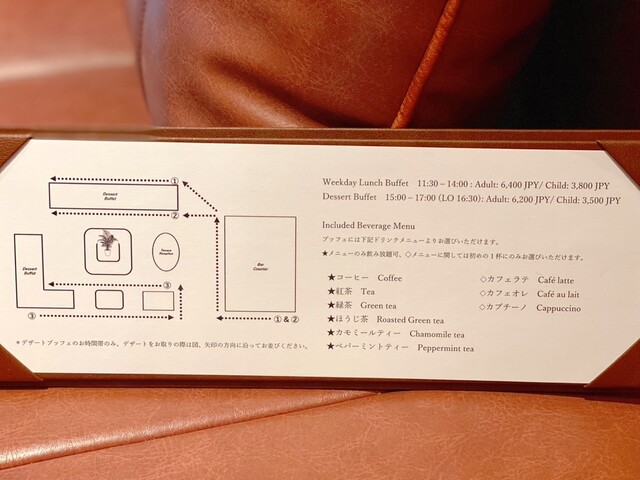 ①
Dessert
Buffet
②
Dessert
Buffet
Bar
Counter
③
③
①&②
＊デザートブッフェのお時間帯のみ、デザートをお取りの際は図、矢印の方向に沿ってお並びください。
Weekday Lunch Buffet 11:30 – 14:00 : Adult: 6,400 JPY/ Child: 3,800 JPY
Dessert Buffet 15:00 – 17:00 (LO 16:30): Adult: 6,200 JPY/ Child: 3,500 JPY
Included Beverage Menu
ブッフェには下記ドリンクメニューよりお選びいただけます。
★メニューのみ飲み放題可、◇メニューに関しては初めの1杯にのみお選びいただけます。
★コーヒー Coffee
★紅茶 Tea
★緑茶 Green tea
★ほうじ茶 Roasted Green tea
★カモミールティー Chamomile tea
★ペパーミントティー Peppermint tea
◇カフェラテ Café latte
◇カフェオレ Café au lait
◇カプチーノ Cappuccino